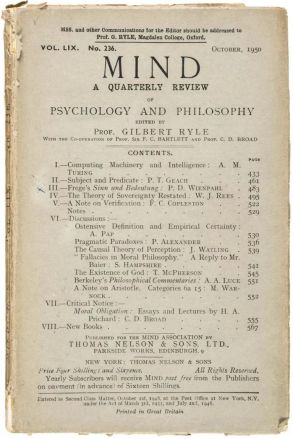 MSS. and other Communications for the Editor should be addressed to
Prof. G. RYLE, Magdalen College, Oxford.
VOL. LIX. No. 236. OCTOBER, 1950
MIND
A QUARTERLY REVIEW
OF
PSYCHOLOGY AND PHILOSOPHY
EDITED BY
PROF. GILBERT RYLE
WITH THE CO-OPERATION OF PROF. SIR F. C. BARTLETT AND PROF. C. D. BROAD
CONTENTS.
PAGE
I.—Computing Machinery and Intelligence: A. M.
TURING 433
II.—Subject and Predicate: P. T. GEACH 461
III.—Frege's Sinn und Bedeutung: P. D. WIENPAHL 483
IV.—The Theory of Sovereignty Restated: W. J. REES 495
V.—A Note on Verification: F. C. COPLESTON 522
Notes 529
VI.—Discussions:
Ostensive Definition and Empirical Certainty:
A. PAP 530
Pragmatic Paradoxes: P. ALEXANDER 536
The Causal Theory of Perception: J. WATLING 539
"Fallacies in Moral Philosophy." A Reply to Mr.
Baier: S. HAMPSHIRE 541
The Existence of God: T. MCPHERSON 545
Berkeley's Philosophical Commentaries: A. A. LUCE 551
A Note on Aristotle, Categories 6a 15: M. WAR-
NOCK 552
VII.—Critical Notice:—
Moral Obligation: Essays and Lectures by H. A.
Prichard: C. D. BROAD 555
VIII.—New Books 567
PUBLISHED FOR THE MIND ASSOCIATION BY
THOMAS NELSON & SONS, LTD.,
PARKSIDE WORKS, EDINBURGH, 9
NEW YORK: THOMAS NELSON & SONS
Price Four Shillings and Sixpence. All Rights Reserved.
Yearly Subscribers will receive MIND post free from the Publishers
on payment (in advance) of Sixteen Shillings.
Entered as Second Class Matter, October 1st, 1948, at the Post Office at New York, N.Y.,
under the Act of March 3rd, 1933, and July 2nd, 1946.
Printed in Great Britain